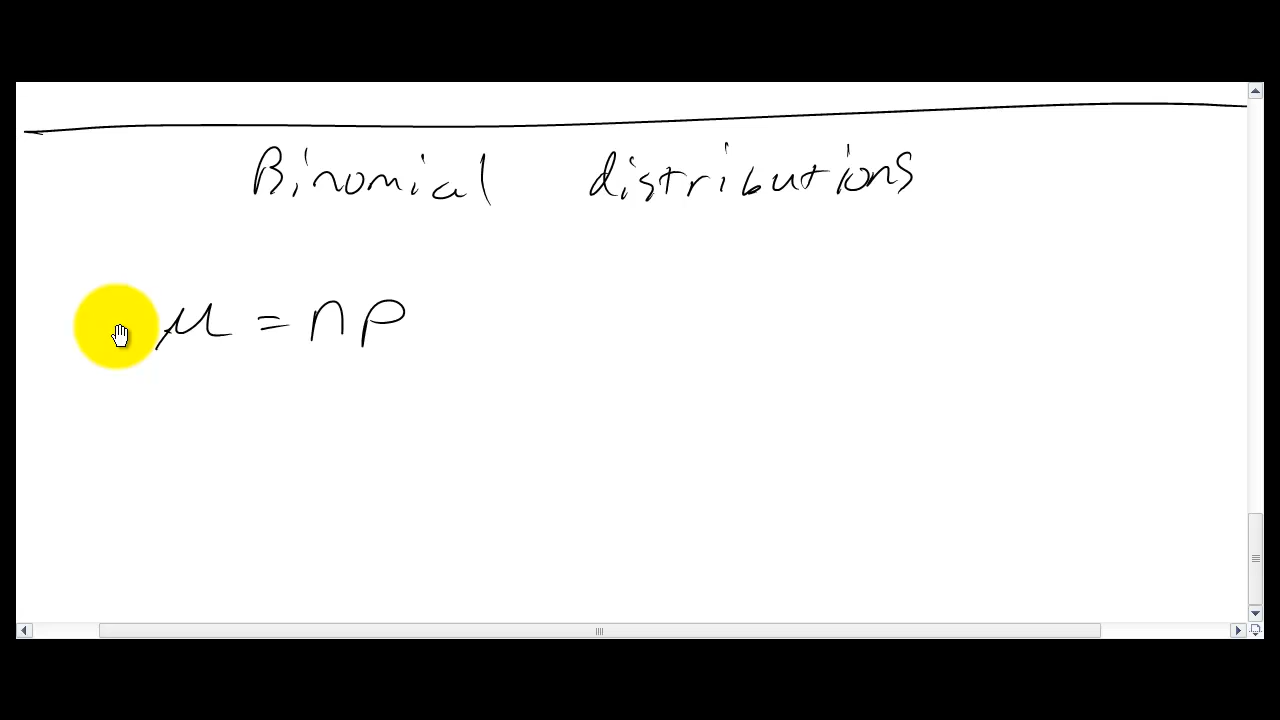 Binomial distributions
μ = np